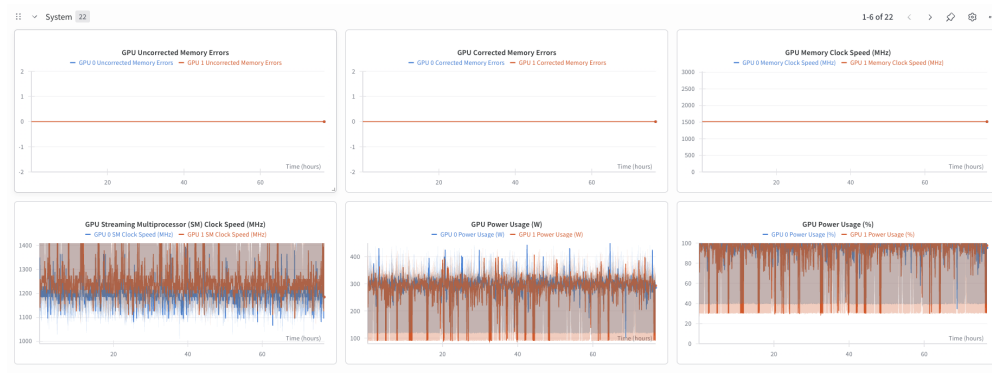 System 22
1-6 of 22
GPU Uncorrected Memory Errors
GPU 0 Uncorrected Memory Errors GPU 1 Uncorrected Memory Errors
2
1
0
-1
-2
Time (hours)
20 40 60
GPU Corrected Memory Errors
GPU 0 Corrected Memory Errors GPU 1 Corrected Memory Errors
2
1
0
-1
-2
Time (hours)
20 40 60
GPU Memory Clock Speed (MHz)
GPU 0 Memory Clock Speed (MHz) GPU 1 Memory Clock Speed (MHz)
3000
2500
2000
1500
1000
500
0
Time (hours)
20 40 60
GPU Streaming Multiprocessor (SM) Clock Speed (MHz)
GPU 0 SM Clock Speed (MHz) GPU 1 SM Clock Speed (MHz)
1400
1300
1200
1100
1000
Time (hours)
20 40 60
GPU Power Usage (W)
GPU 0 Power Usage (W) GPU 1 Power Usage (W)
400
300
200
100
Time (hours)
20 40 60
GPU Power Usage (%)
GPU 0 Power Usage (%) GPU 1 Power Usage (%)
100
80
60
40
20
0
Time (hours)
20 40 60